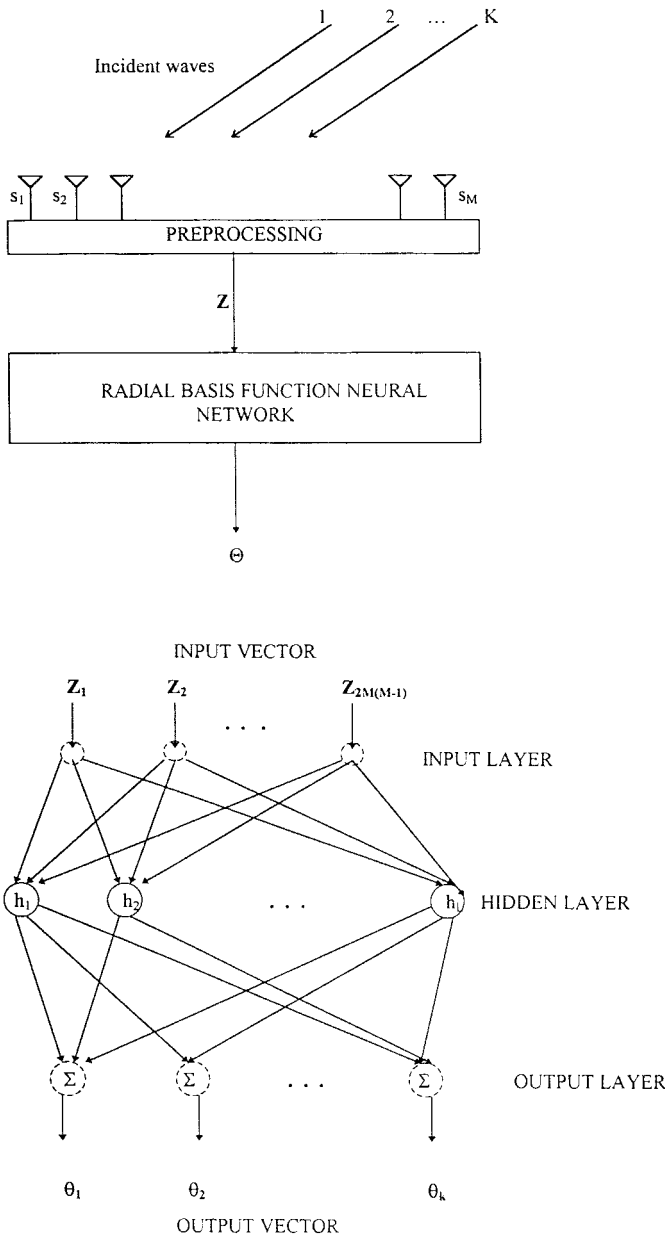 1 2 ... K
Incident waves
s1 s2 sM
PREPROCESSING
Z
RADIAL BASIS FUNCTION NEURAL
NETWORK
Θ
INPUT VECTOR
Z1 Z2 Z2M(M-1)
. . .
INPUT LAYER
h1 h2 . . . hL HIDDEN LAYER
Σ Σ . . . Σ OUTPUT LAYER
θ1 θ2 θk
OUTPUT VECTOR